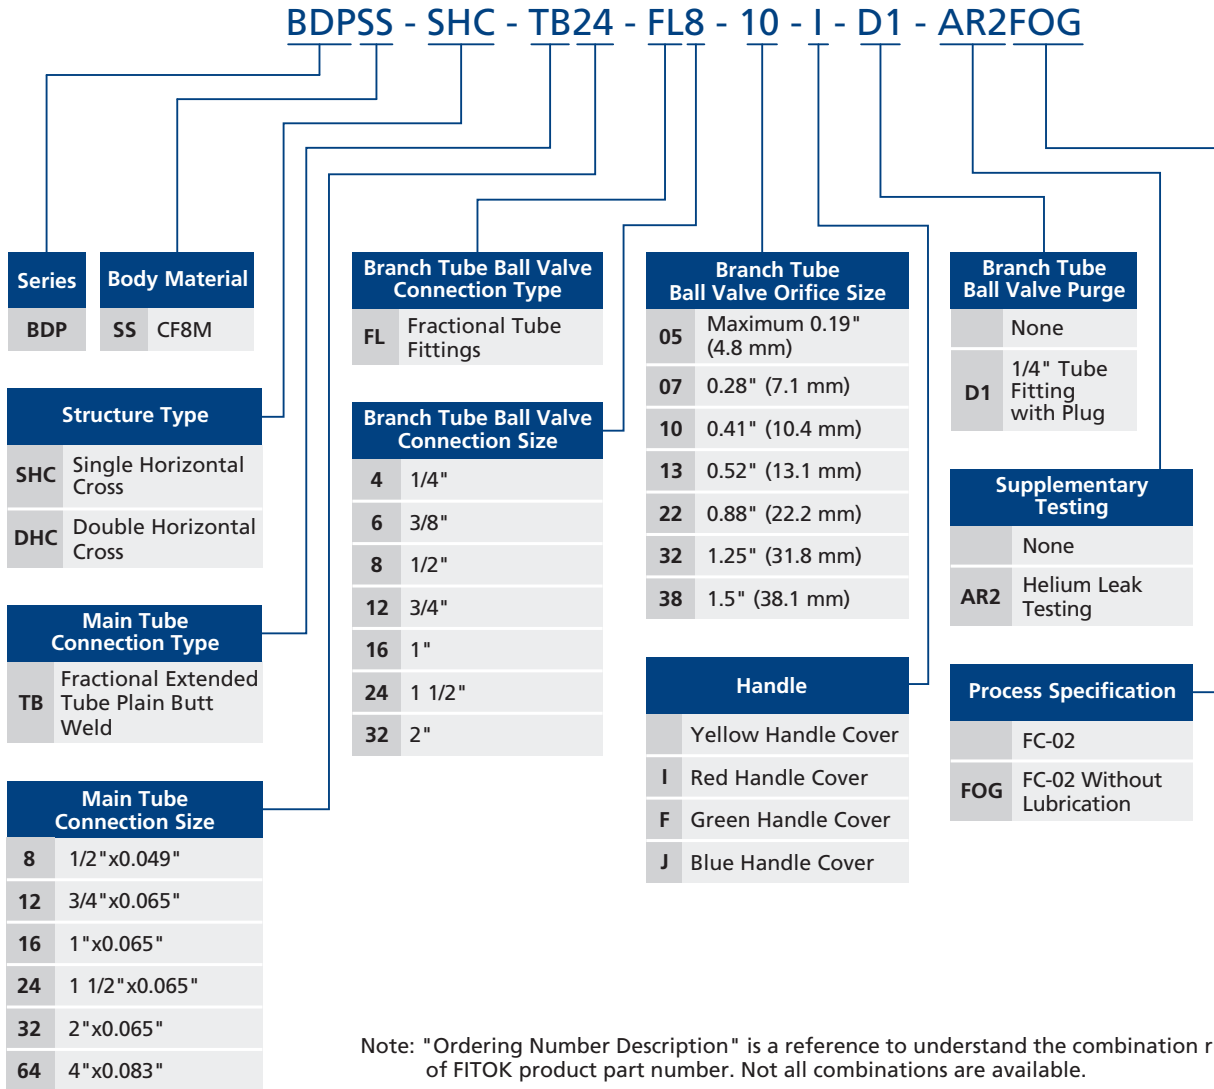 BDPSS - SHC - TB24 - FL8 - 10 - I - D1 - AR2FOG
Series
BDP
Body Material
SS CF8M
Structure Type
SHC Single Horizontal
Cross
DHC Double Horizontal
Cross
Main Tube
Connection Type
TB Fractional Extended
Tube Plain Butt
Weld
Main Tube
Connection Size
8 1/2"x0.049"
12 3/4"x0.065"
16 1"x0.065"
24 1 1/2"x0.065"
32 2"x0.065"
64 4"x0.083"
Branch Tube Ball Valve
Connection Type
FL Fractional Tube
Fittings
Branch Tube Ball Valve
Connection Size
4 1/4"
6 3/8"
8 1/2"
12 3/4"
16 1"
24 1 1/2"
32 2"
Branch Tube
Ball Valve Orifice Size
05 Maximum 0.19"
(4.8 mm)
07 0.28" (7.1 mm)
10 0.41" (10.4 mm)
13 0.52" (13.1 mm)
22 0.88" (22.2 mm)
32 1.25" (31.8 mm)
38 1.5" (38.1 mm)
Handle
Yellow Handle Cover
I Red Handle Cover
F Green Handle Cover
J Blue Handle Cover
Branch Tube
Ball Valve Purge
None
D1 1/4" Tube
Fitting
with Plug
Supplementary
Testing
None
AR2 Helium Leak
Testing
Process Specification
FC-02
FOG FC-02 Without
Lubrication
Note: "Ordering Number Description" is a reference to understand the combination r
of FITOK product part number. Not all combinations are available.